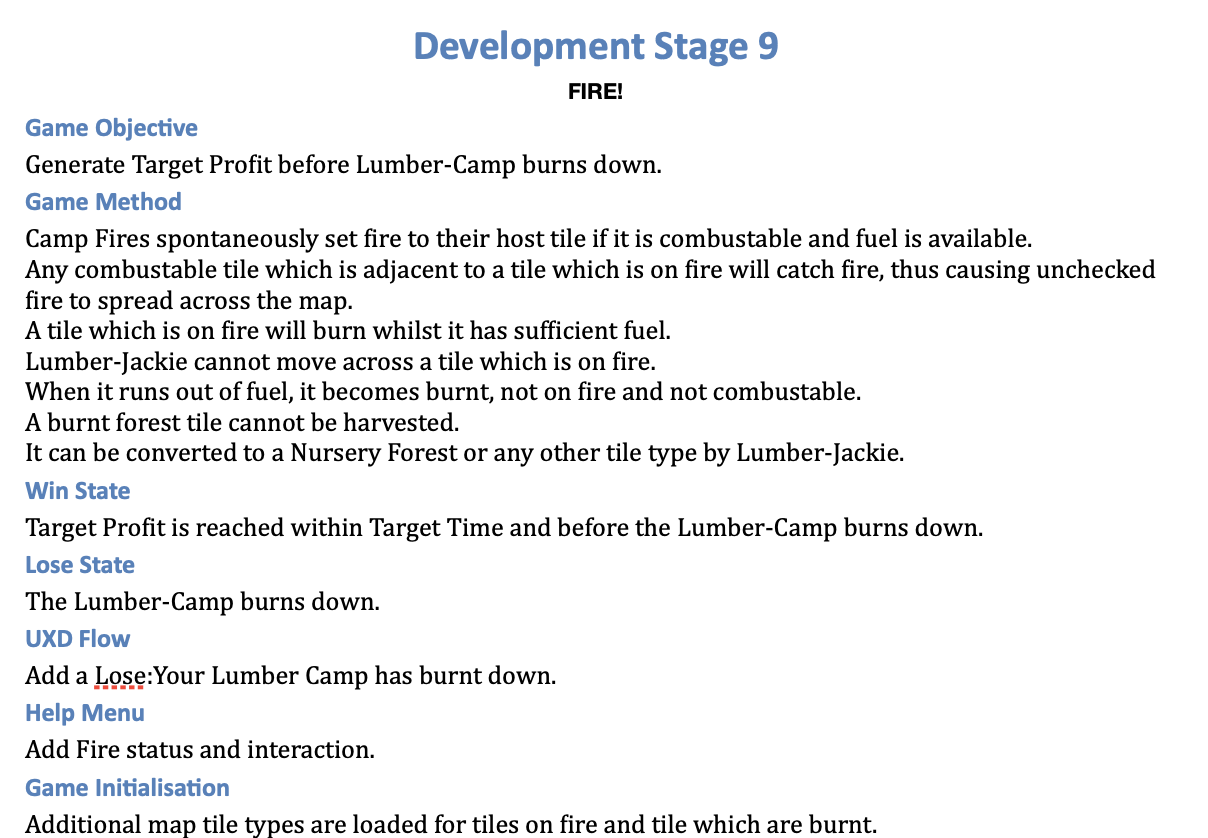 Development Stage 9
FIRE!
Game Objective
Generate Target Profit before Lumber-Camp burns down.
Game Method
Camp Fires spontaneously set fire to their host tile if it is combustable and fuel is available.
Any combustable tile which is adjacent to a tile which is on fire will catch fire, thus causing unchecked
fire to spread across the map.
A tile which is on fire will burn whilst it has sufficient fuel.
Lumber-Jackie cannot move across a tile which is on fire.
When it runs out of fuel, it becomes burnt, not on fire and not combustable.
A burnt forest tile cannot be harvested.
It can be converted to a Nursery Forest or any other tile type by Lumber-Jackie.
Win State
Target Profit is reached within Target Time and before the Lumber-Camp burns down.
Lose State
The Lumber-Camp burns down.
UXD Flow
Add a Lose:Your Lumber Camp has burnt down.
Help Menu
Add Fire status and interaction.
Game Initialisation
Additional map tile types are loaded for tiles on fire and tile which are burnt.